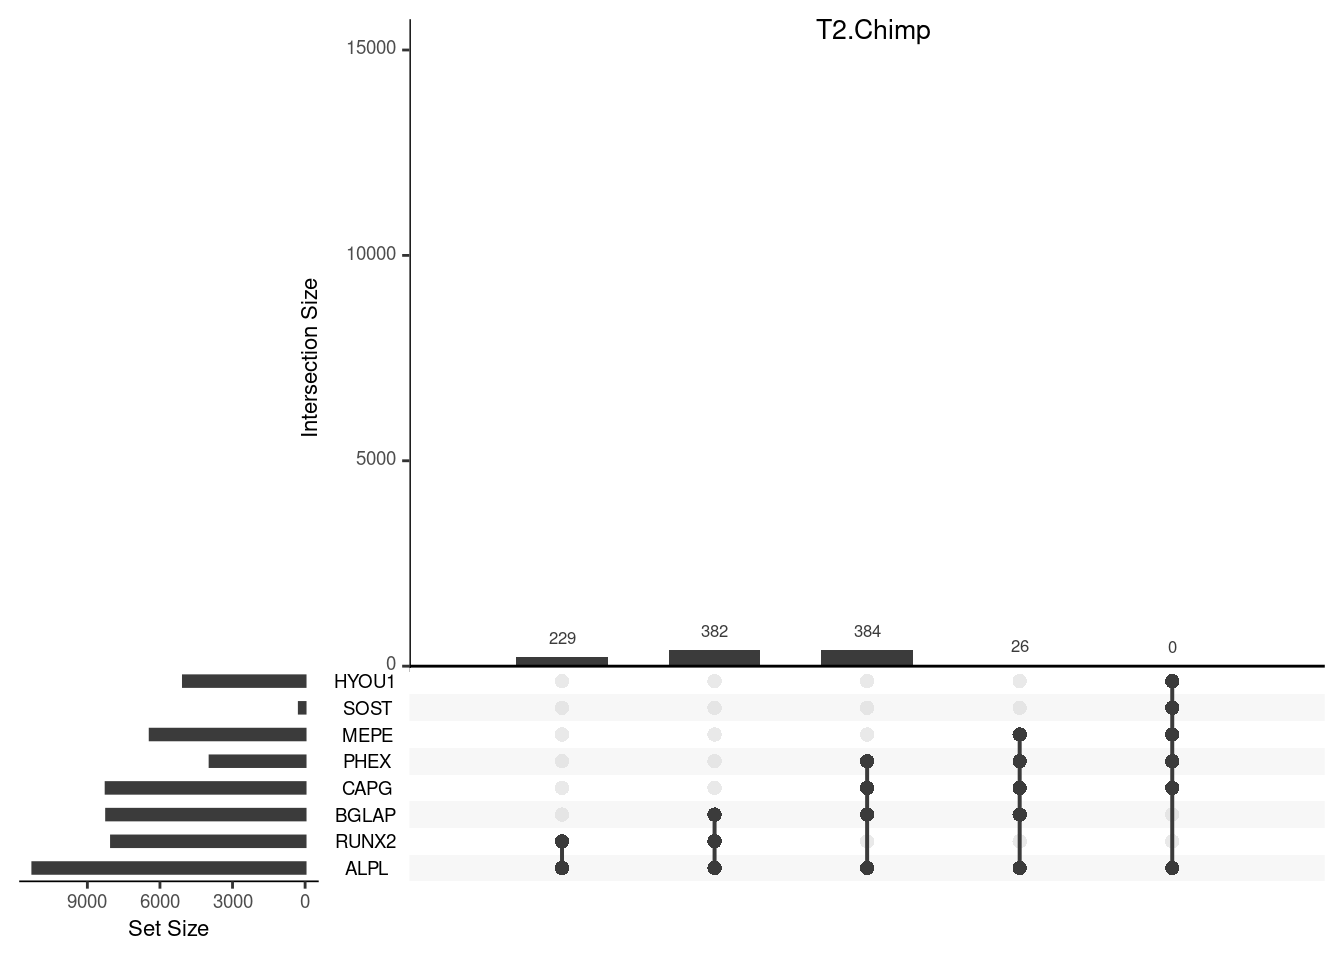 T2.Chimp
15000
10000
5000
0
Intersection Size
229
382
384
26
0
HYOU1
SOST
MEPE
PHEX
CAPG
BGLAP
RUNX2
ALPL
9000 6000 3000 0
Set Size